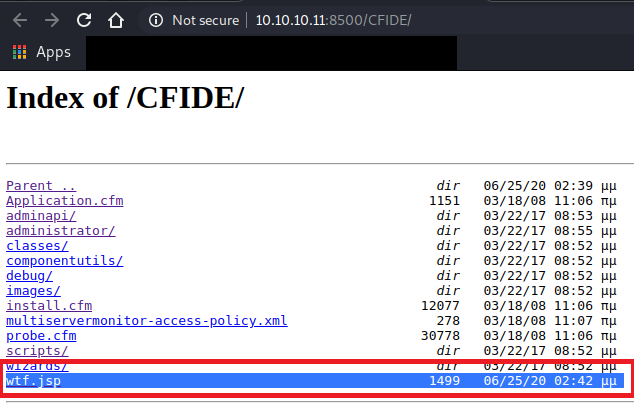 Not secure 10.10.10.11:8500/CFIDE/
Apps
Index of /CFIDE/
Parent .. dir 06/25/20 02:39 μμ
Application.cfm 1151 03/18/08 11:06 πμ
adminapi/ dir 03/22/17 08:53 μμ
administrator/ dir 03/22/17 08:55 μμ
classes/ dir 03/22/17 08:52 μμ
componentutils/ dir 03/22/17 08:52 μμ
debug/ dir 03/22/17 08:52 μμ
images/ dir 03/22/17 08:52 μμ
install.cfm 12077 03/18/08 11:06 πμ
multiservermonitor-access-policy.xml 278 03/18/08 11:07 πμ
probe.cfm 30778 03/18/08 11:06 πμ
scripts/ dir 03/22/17 08:52 μμ
wizards/ dir 03/22/17 08:52 μμ
wtf.jsp 1499 06/25/20 02:42 μμ